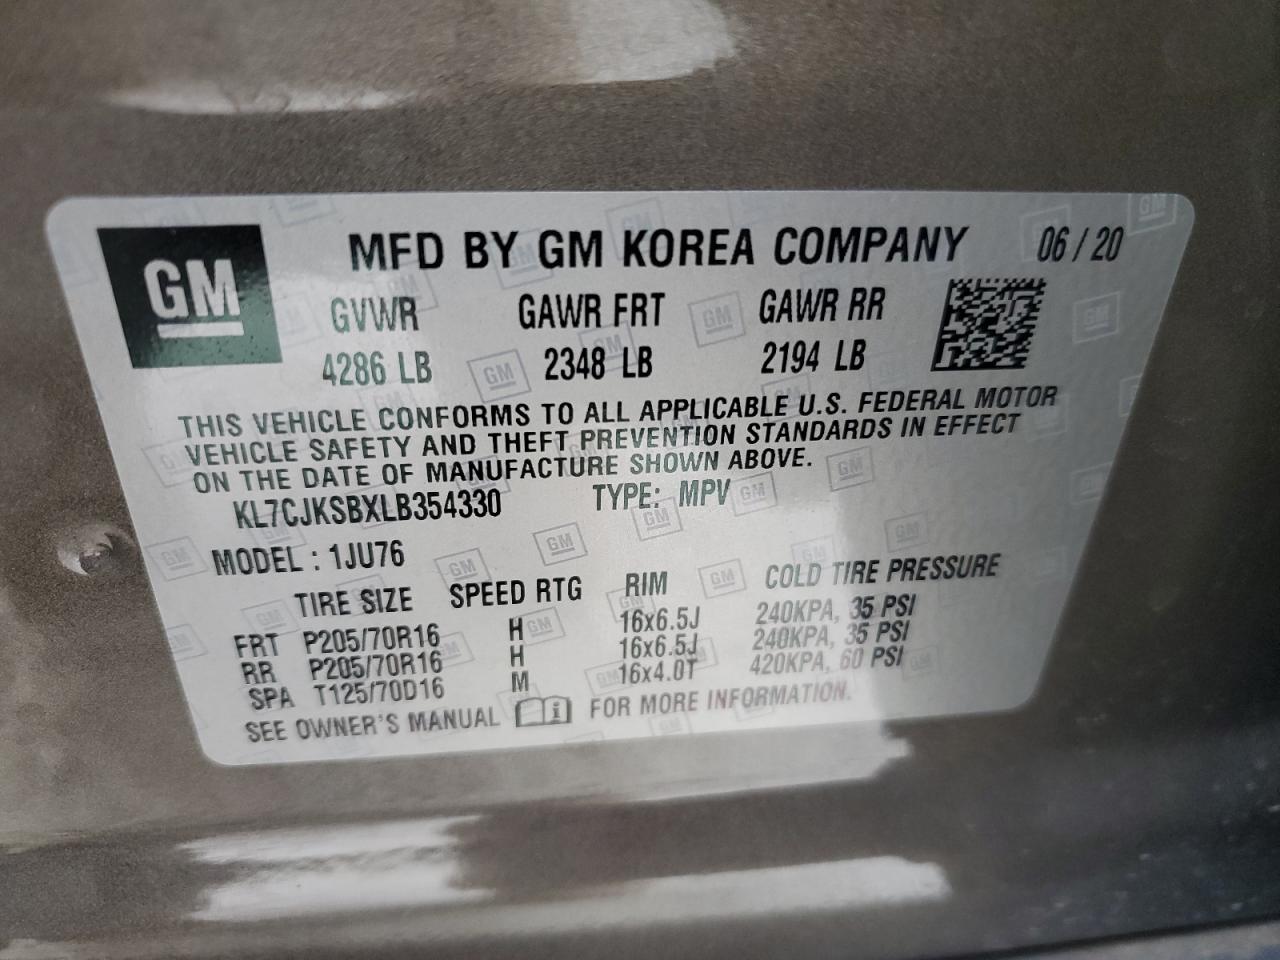 GM
MFD BY GM KOREA COMPANY 06 / 20
GVWR GAWR FRT GAWR RR
4286 LB 2348 LB 2194 LB
THIS VEHICLE CONFORMS TO ALL APPLICABLE U.S. FEDERAL MOTOR
VEHICLE SAFETY AND THEFT PREVENTION STANDARDS IN EFFECT
ON THE DATE OF MANUFACTURE SHOWN ABOVE.
KL7CJKSBXLB354330 TYPE: MPV
MODEL : 1JU76
TIRE SIZE SPEED RTG RIM COLD TIRE PRESSURE
FRT P205/70R16 H 16x6.5J 240KPA, 35 PSI
RR P205/70R16 H 16x6.5J 240KPA, 35 PSI
SPA T125/70D16 M 16x4.0T 420KPA, 60 PSI
SEE OWNER'S MANUAL FOR MORE INFORMATION.